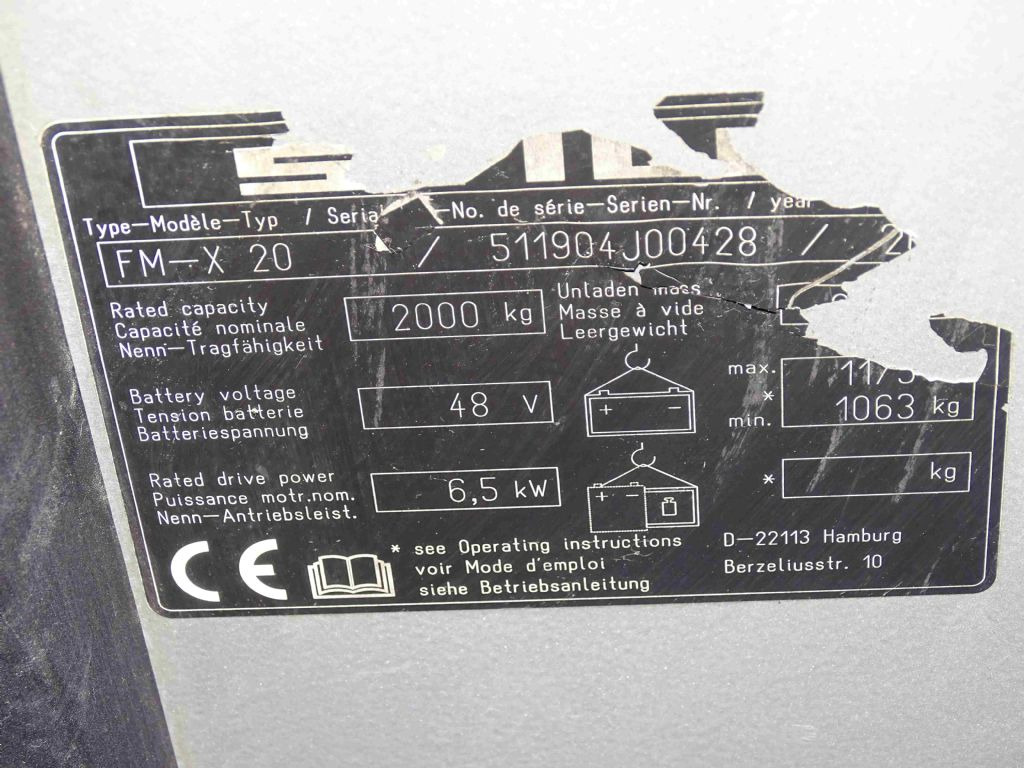 Type-Modèle-Typ / Serial-No. de série-Serien-Nr. / year
FM-X 20 / 511904J00428 /
Rated capacity
Capacité nominale
Nenn-Tragfähigkeit
2000 kg
Unladen mass
Masse à vide
Leergewicht
Battery voltage
Tension batterie
Batteriespannung
48 V
+ -
max.
* min.
1063 kg
Rated drive power
Puissance motr.nom.
Nenn-Antriebsleist.
6,5 kW
+ -
* kg
CE
* see Operating instructions
voir Mode d'emploi
siehe Betriebsanleitung
D-22113 Hamburg
Berzeliusstr. 10